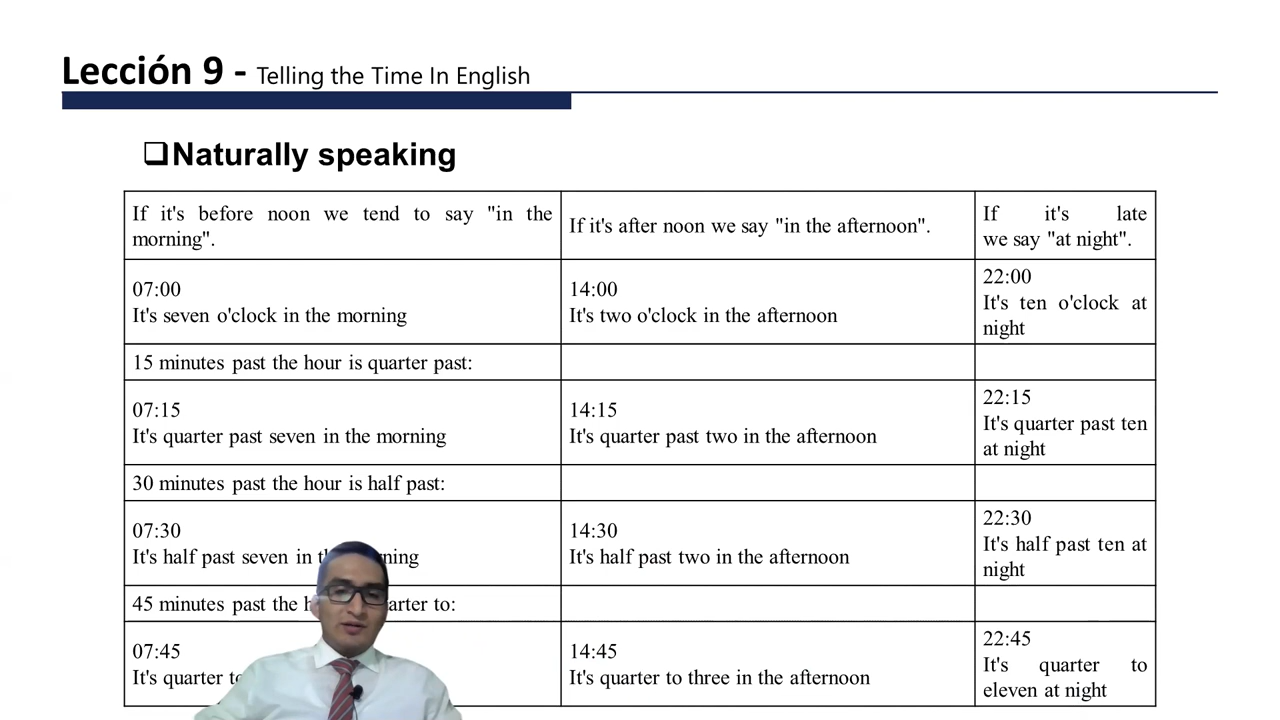 Lección 9 - Telling the Time In English
❑Naturally speaking
If it's before noon we tend to say "in the
morning".
If it's after noon we say "in the afternoon".
If it's late
we say "at night".
07:00
It's seven o'clock in the morning
14:00
It's two o'clock in the afternoon
22:00
It's ten o'clock at
night
15 minutes past the hour is quarter past:
07:15
It's quarter past seven in the morning
14:15
It's quarter past two in the afternoon
22:15
It's quarter past ten
at night
30 minutes past the hour is half past:
07:30
It's half past seven in
14:30
It's half past two in the afternoon
22:30
It's half past ten at
night
45 minutes past the to:
07:45
It's quarter
14:45
It's quarter to three in the afternoon
22:45
It's quarter to
eleven at night